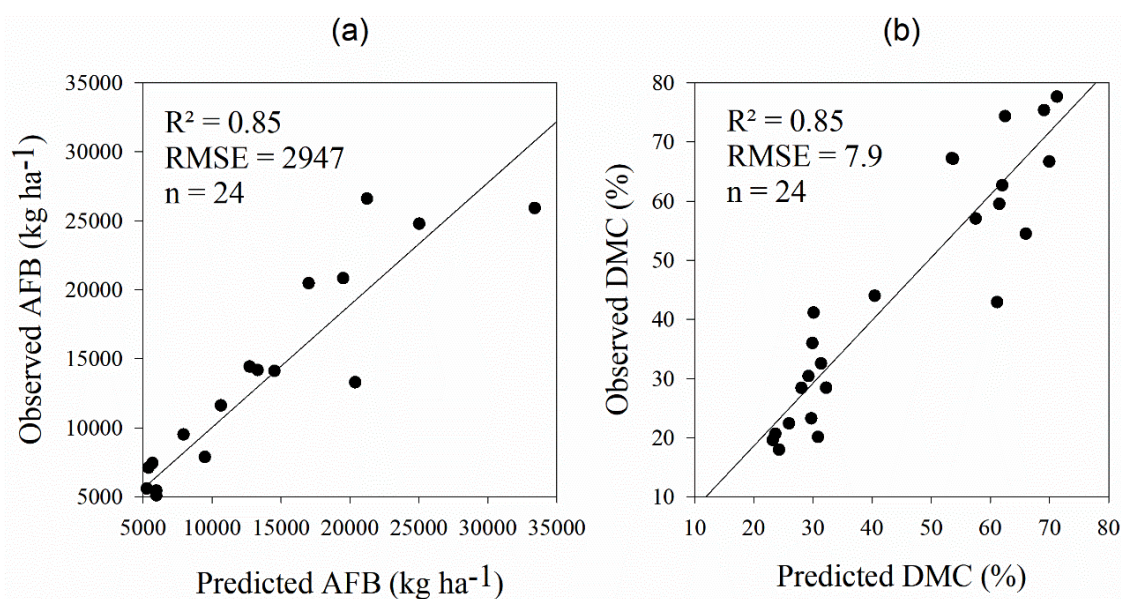 (a)
(b)
35000
30000
25000
20000
15000
10000
5000
5000 10000 15000 20000 25000 30000 35000
Observed AFB (kg ha⁻¹)
Predicted AFB (kg ha⁻¹)
R² = 0.85
RMSE = 2947
n = 24
80
70
60
50
40
30
20
10
10 20 30 40 50 60 70 80
Observed DMC (%)
Predicted DMC (%)
R² = 0.85
RMSE = 7.9
n = 24